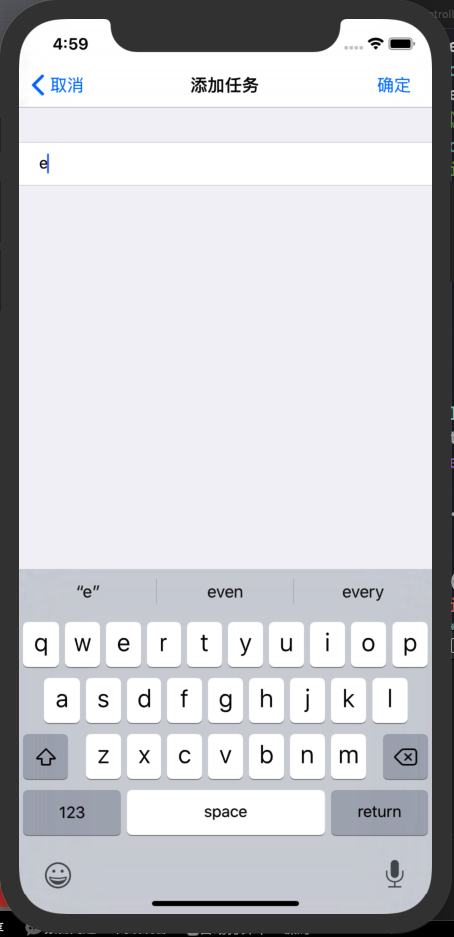 4:59
取消 添加任务 确定
e
“e” even every
q w e r t y u i o p
a s d f g h j k l
z x c v b n m
123 space return